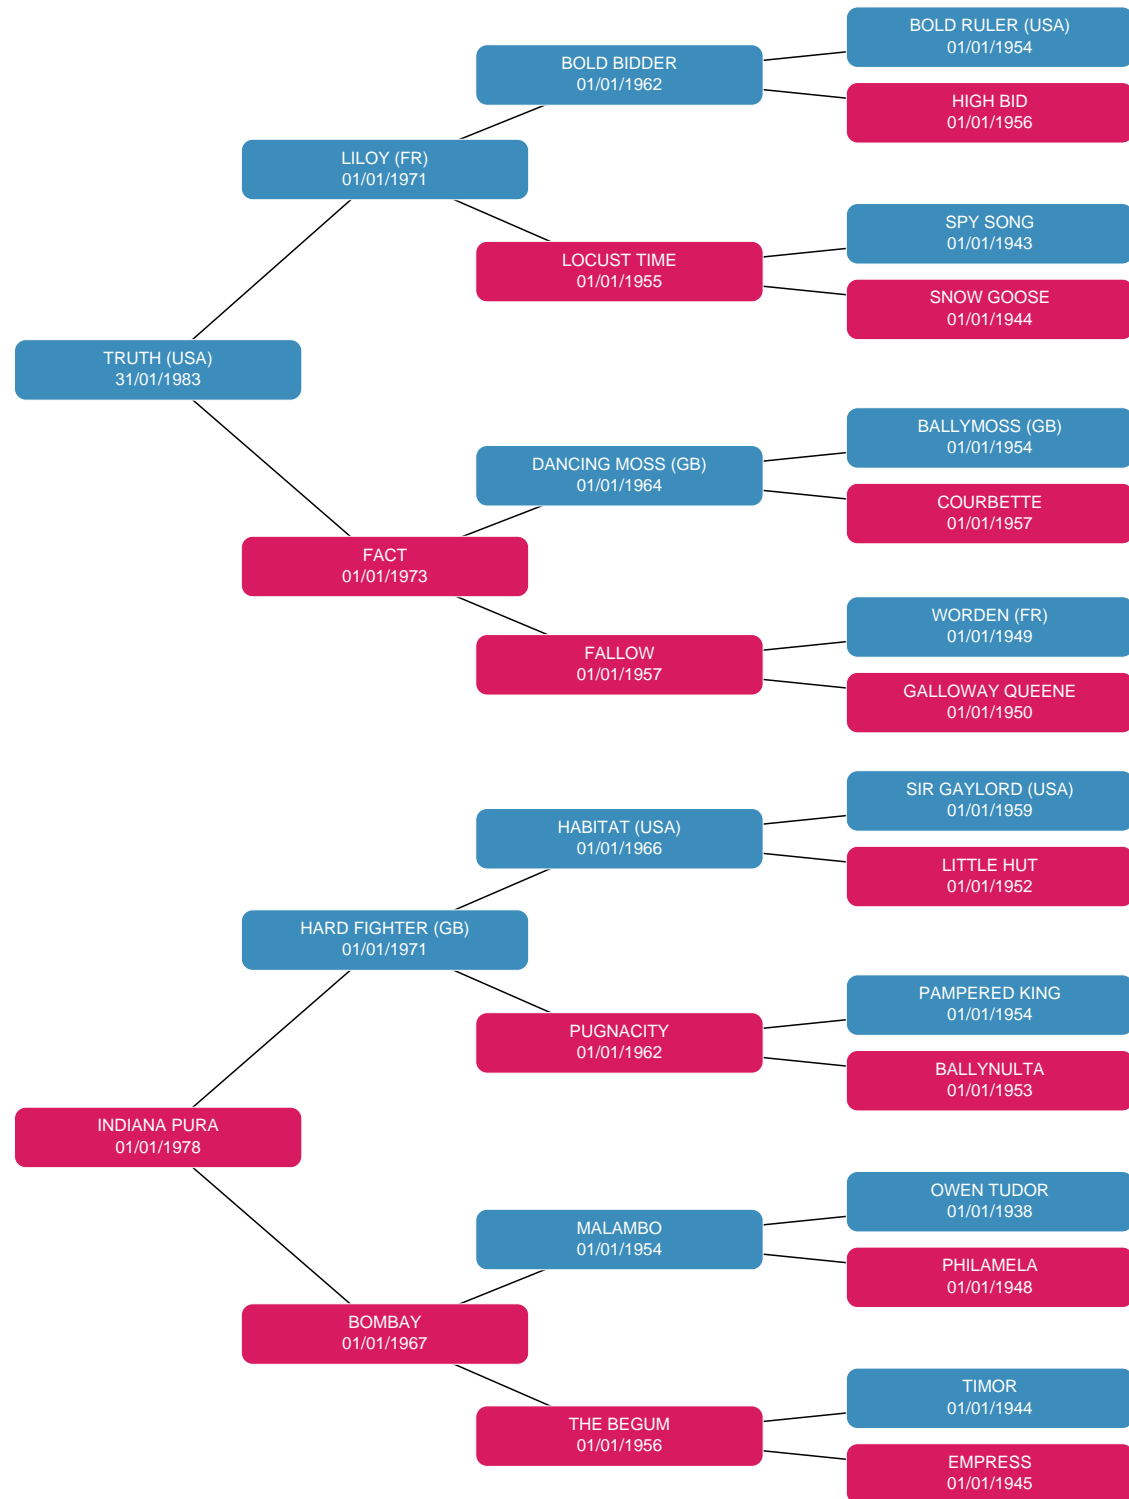 BOLD RULER (USA)
01/01/1954
BOLD BIDDER
01/01/1962
HIGH BID
01/01/1956
LILOY (FR)
01/01/1971
SPY SONG
01/01/1943
LOCUST TIME
01/01/1955
SNOW GOOSE
01/01/1944
TRUTH (USA)
31/01/1983
BALLYMOSS (GB)
01/01/1954
DANCING MOSS (GB)
01/01/1964
COURBETTE
01/01/1957
FACT
01/01/1973
WORDEN (FR)
01/01/1949
FALLOW
01/01/1957
GALLOWAY QUEENE
01/01/1950
SIR GAYLORD (USA)
01/01/1959
HABITAT (USA)
01/01/1966
LITTLE HUT
01/01/1952
HARD FIGHTER (GB)
01/01/1971
PAMPERED KING
01/01/1954
PUGNACITY
01/01/1962
BALLYNULTA
01/01/1953
INDIANA PURA
01/01/1978
OWEN TUDOR
01/01/1938
MALAMBO
01/01/1954
PHILAMELA
01/01/1948
BOMBAY
01/01/1967
TIMOR
01/01/1944
THE BEGUM
01/01/1956
EMPRESS
01/01/1945